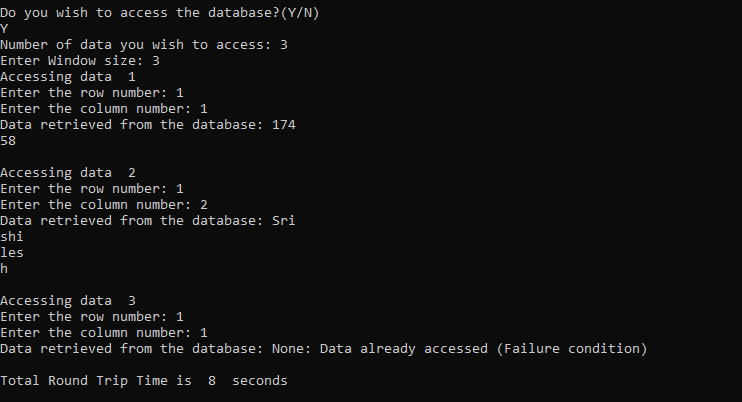 Do you wish to access the database?(Y/N)
Y
Number of data you wish to access: 3
Enter Window size: 3
Accessing data  1
Enter the row number: 1
Enter the column number: 1
Data retrieved from the database: 174
58

Accessing data  2
Enter the row number: 1
Enter the column number: 2
Data retrieved from the database: Sri
shi
les
h

Accessing data  3
Enter the row number: 1
Enter the column number: 1
Data retrieved from the database: None: Data already accessed (Failure condition)

Total Round Trip Time is  8  seconds